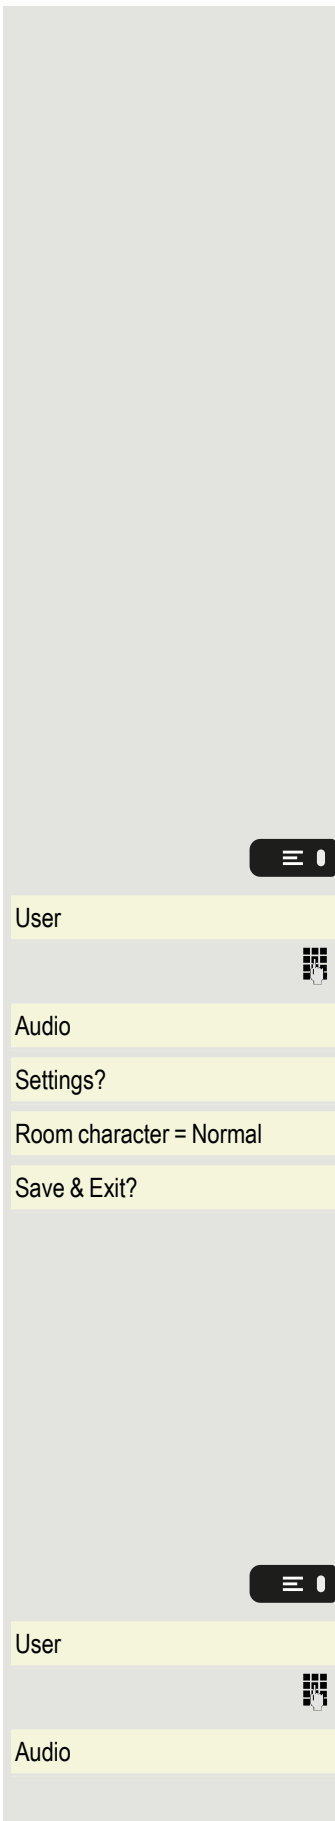 User
Audio
Settings?
Room character = Normal
Save & Exit?
User
Audio